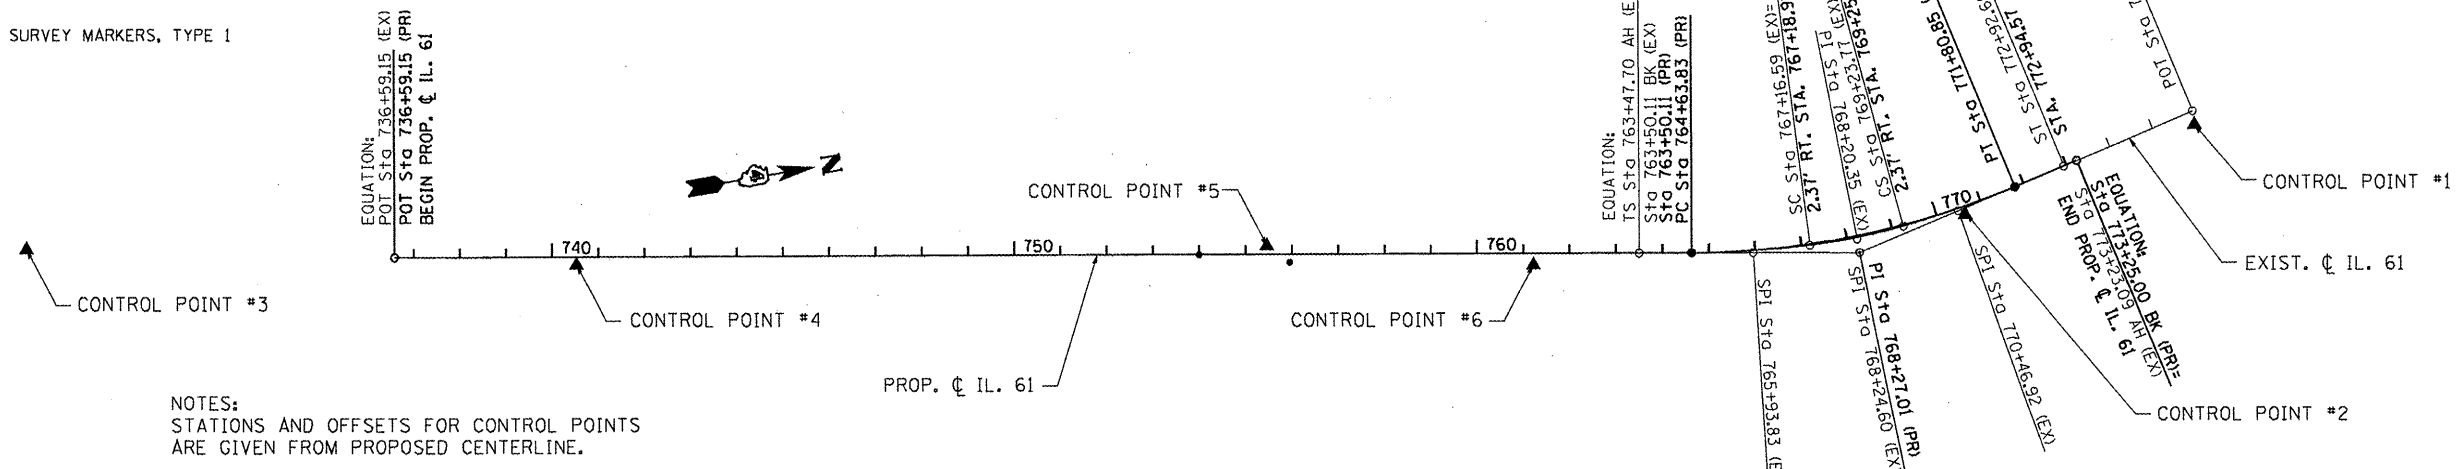 SURVEY MARKERS, TYPE 1
EQUATION:
POT Sta 736+59.15 (EX)
POT Sta 736+59.15 (PR)
BEGIN PROP. ℄ IL. 61
N
CONTROL POINT #5
EQUATION:
TS Sta 763+47.70 AH
Sta 763+50.11 BK (EX)
Sta 763+50.11 (PR)
PC Sta 764+63.83 (PR)
SC Sta 767+16.59 (EX)=
2.37' RT. STA. 767+18.9
PI Sta 768+20.35 (EX)
CS Sta 769+23.77 (EX)
2.37' RT. STA. 769+25
PT Sta 771+80.85
ST Sta 772+92.6
STA. 772+94.57
POT Sta 7
CONTROL POINT #1
740
750
760
770
CONTROL POINT #3
CONTROL POINT #4
CONTROL POINT #6
PROP. ℄ IL. 61
SPI Sta 765+93.83
SPI Sta 768+24.60 (EX)
PI Sta 768+27.01 (PR)
SPI Sta 770+46.92 (EX)
EQUATION:
Sta 773+25.00 BK (PR)=
Sta 773+23.09 AH (EX)
END PROP. ℄ IL. 61
EXIST. ℄ IL. 61
CONTROL POINT #2
NOTES:
STATIONS AND OFFSETS FOR CONTROL POINTS
ARE GIVEN FROM PROPOSED CENTERLINE.